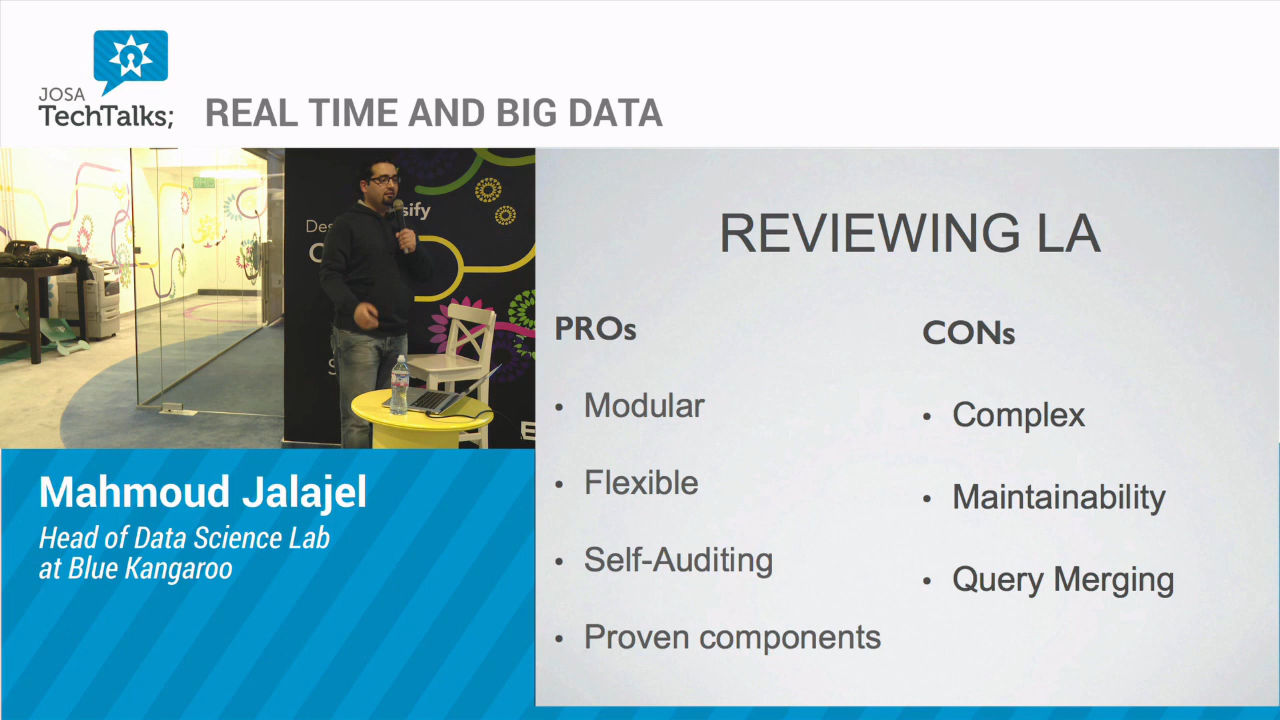 JOSA
TechTalks;
REAL TIME AND BIG DATA
REVIEWING LA
PROs
• Modular
• Flexible
• Self-Auditing
• Proven components
CONs
• Complex
• Maintainability
• Query Merging
Mahmoud Jalajel
Head of Data Science Lab
at Blue Kangaroo